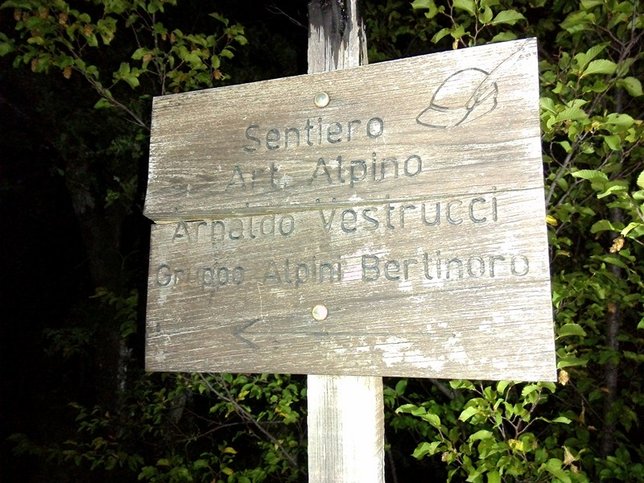 Sentiero
Art. Alpino
Arnaldo Vestrucci
Gruppo Alpini Bertinoro